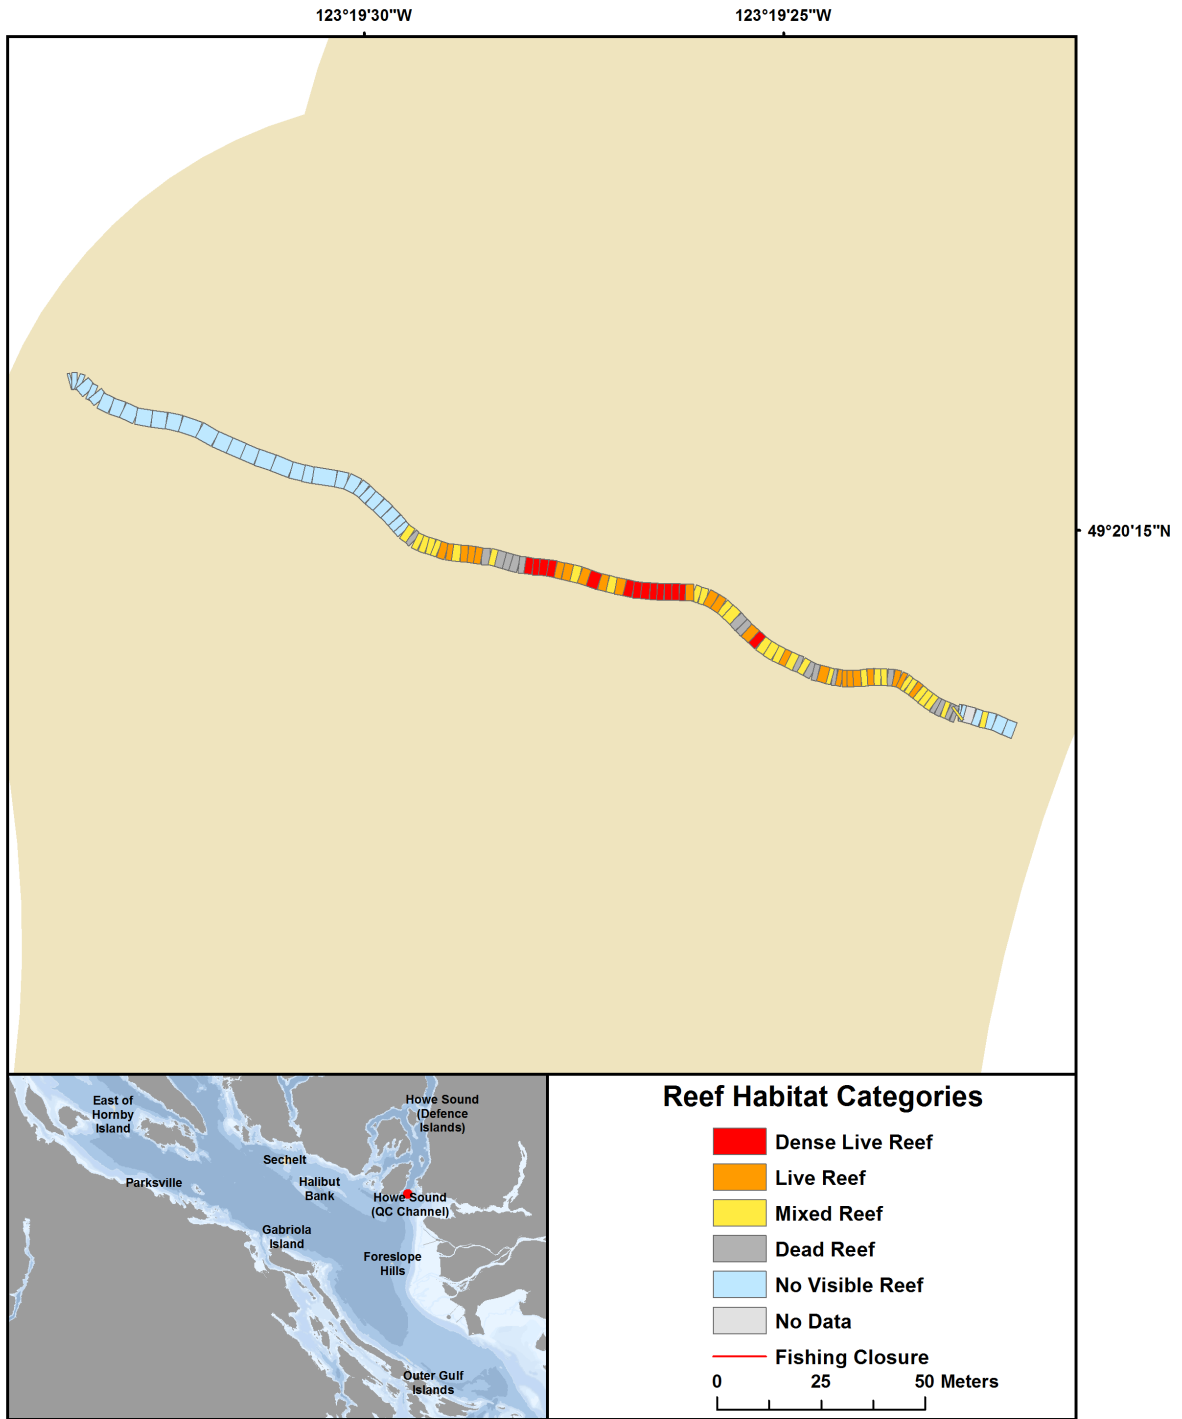 123°19'30"W
123°19'25"W
49°20'15"N
East of
Hornby
Island
Howe Sound
(Defence
Islands)
Sechelt
Parksville
Halibut
Bank
Howe Sound
(QC Channel)
Gabriola
Island
Foreslope
Hills
Outer Gulf
Islands
Reef Habitat Categories
Dense Live Reef
Live Reef
Mixed Reef
Dead Reef
No Visible Reef
No Data
Fishing Closure
0 25 50 Meters